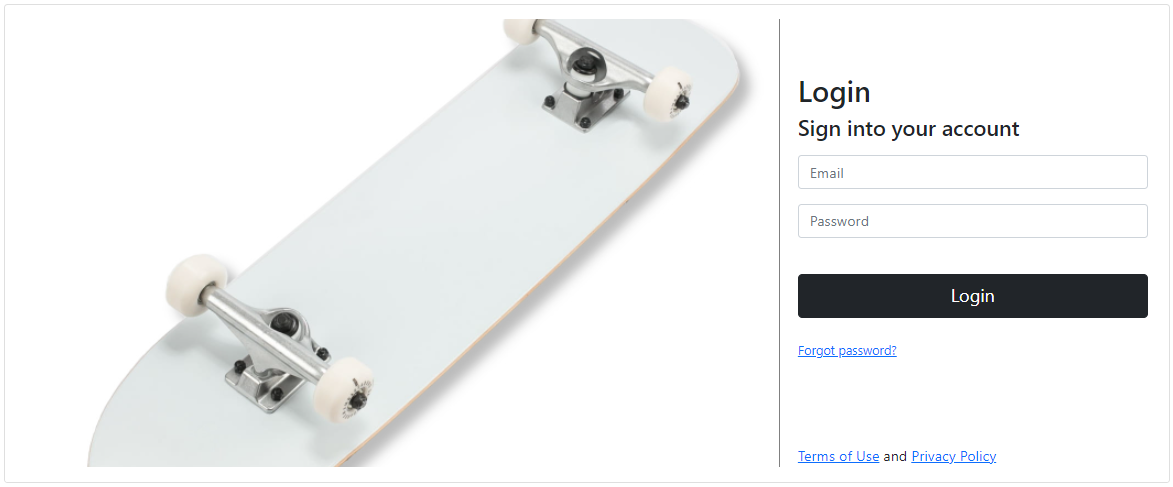 Login
Sign into your account
Email
Password
Login
Forgot password?
Terms of Use and Privacy Policy